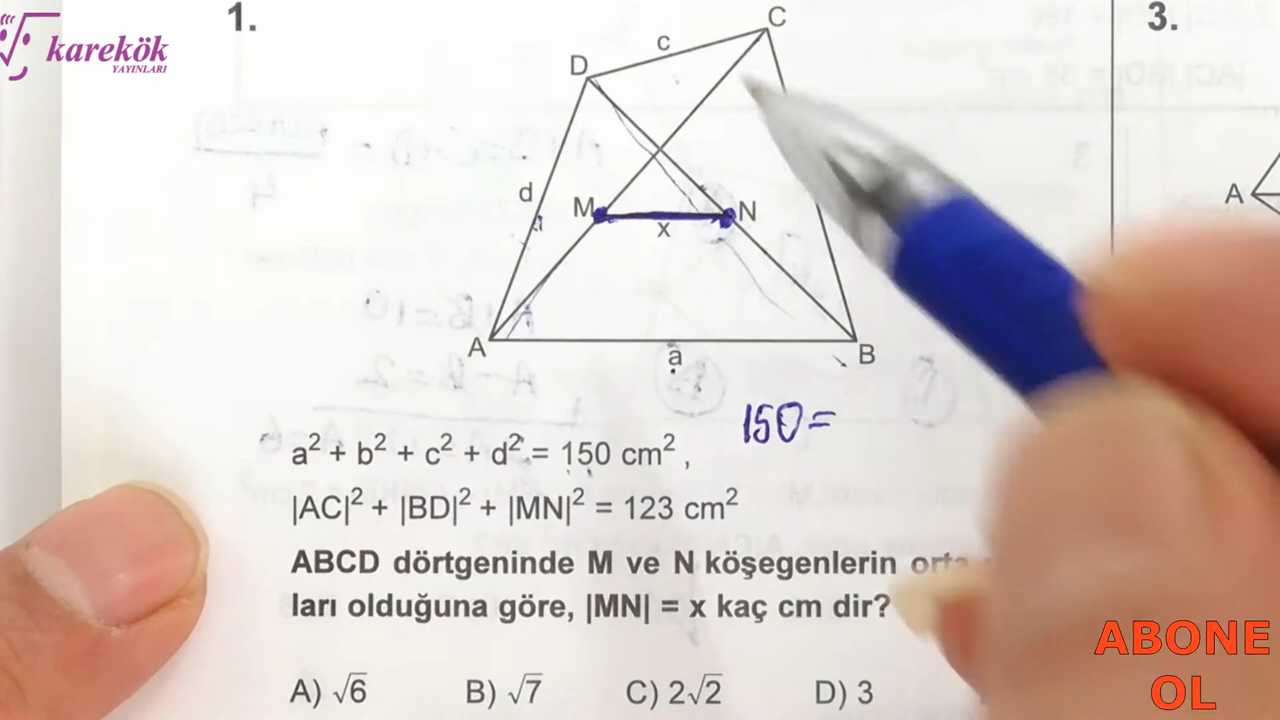 1.
karekök
YAYINLARI
3.
C
c
D
d
M
N
x
A
A
B
a
150=
a² + b² + c² + d² = 150 cm² ,
|AC|² + |BD|² + |MN|² = 123 cm²
ABCD dörtgeninde M ve N köşegenlerin orta
ları olduğuna göre, |MN| = x kaç cm dir?
A) √6 B) √7 C) 2√2 D) 3
ABONE
OL